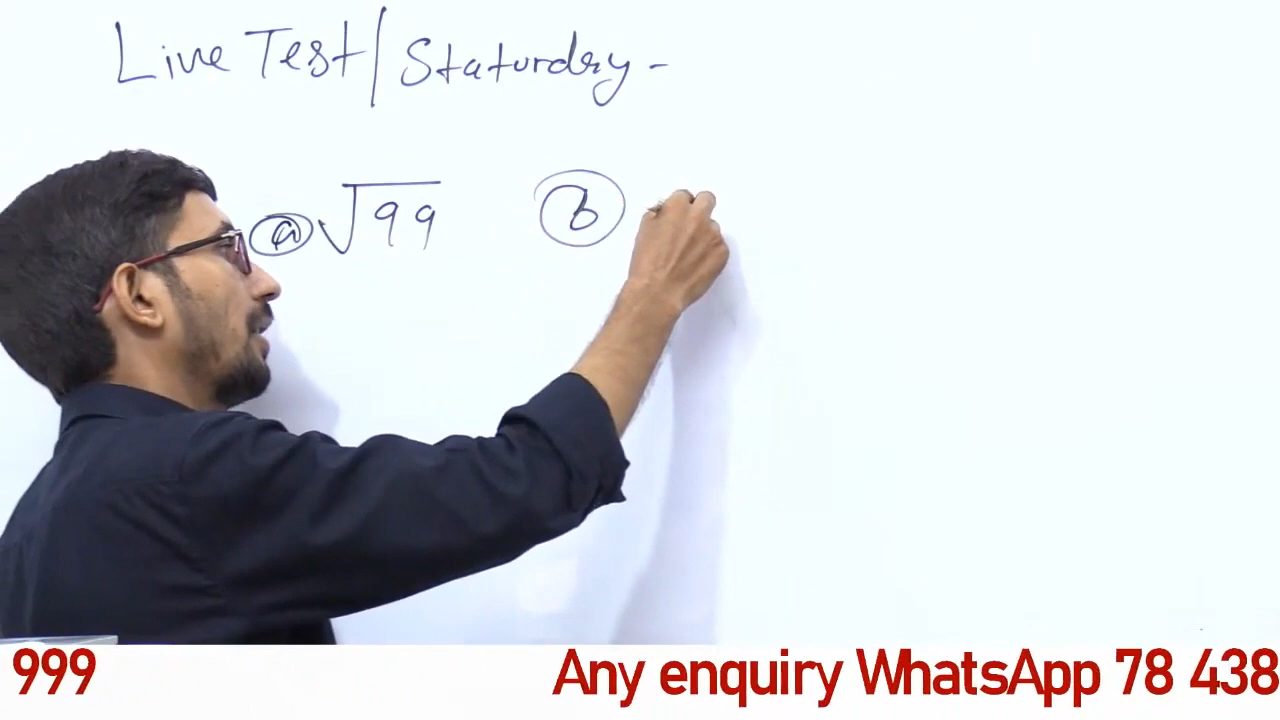 Live Test/Staturday -
ⓐ √99 ⓑ
999 Any enquiry WhatsApp 78 438